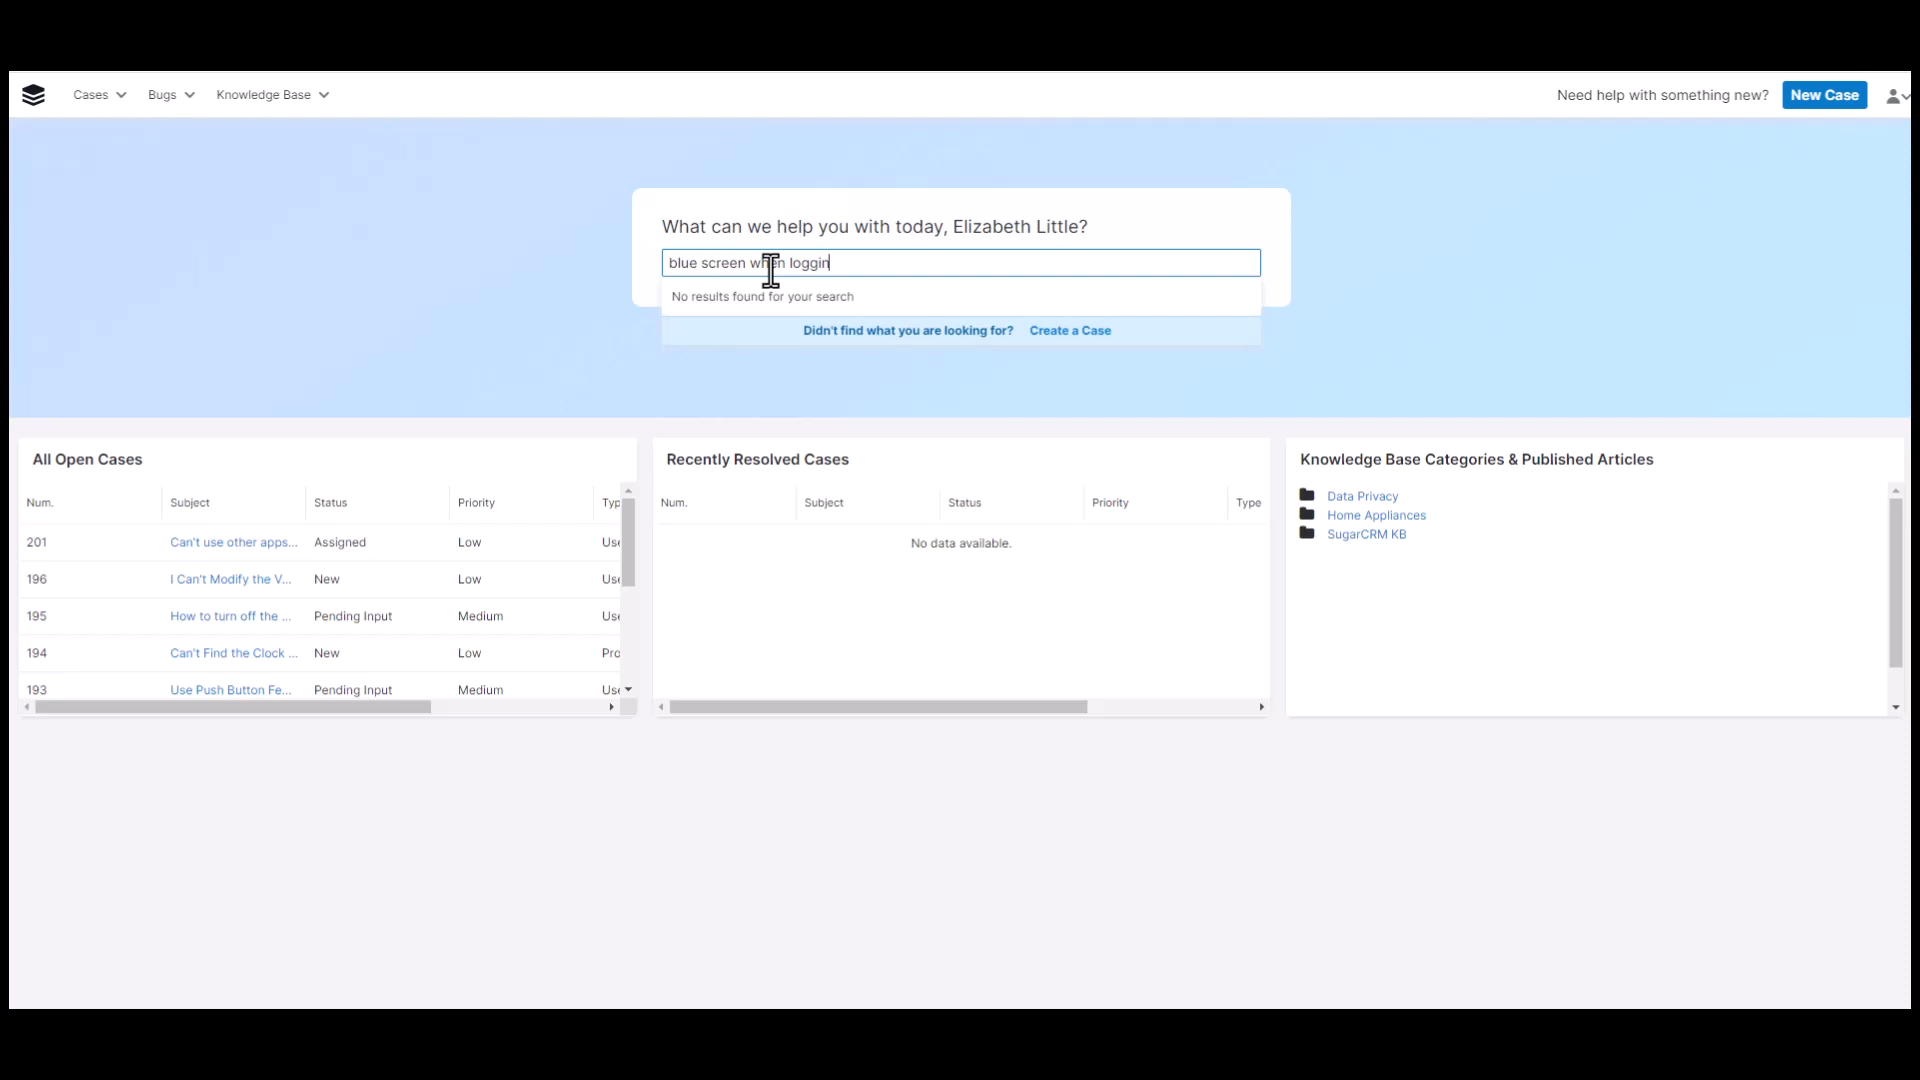 Cases Bugs Knowledge Base Need help with something new? New Case
What can we help you with today, Elizabeth Little?
blue screen when loggin
No results found for your search
Didn't find what you are looking for? Create a Case
All Open Cases
Num. Subject Status Priority Typ
201 Can't use other apps... Assigned Low Use
196 I Can't Modify the V... New Low Use
195 How to turn off the ... Pending Input Medium Use
194 Can't Find the Clock ... New Low Pro
193 Use Push Button Fe... Pending Input Medium Use
Recently Resolved Cases
Num. Subject Status Priority Type
No data available.
Knowledge Base Categories & Published Articles
Data Privacy
Home Appliances
SugarCRM KB